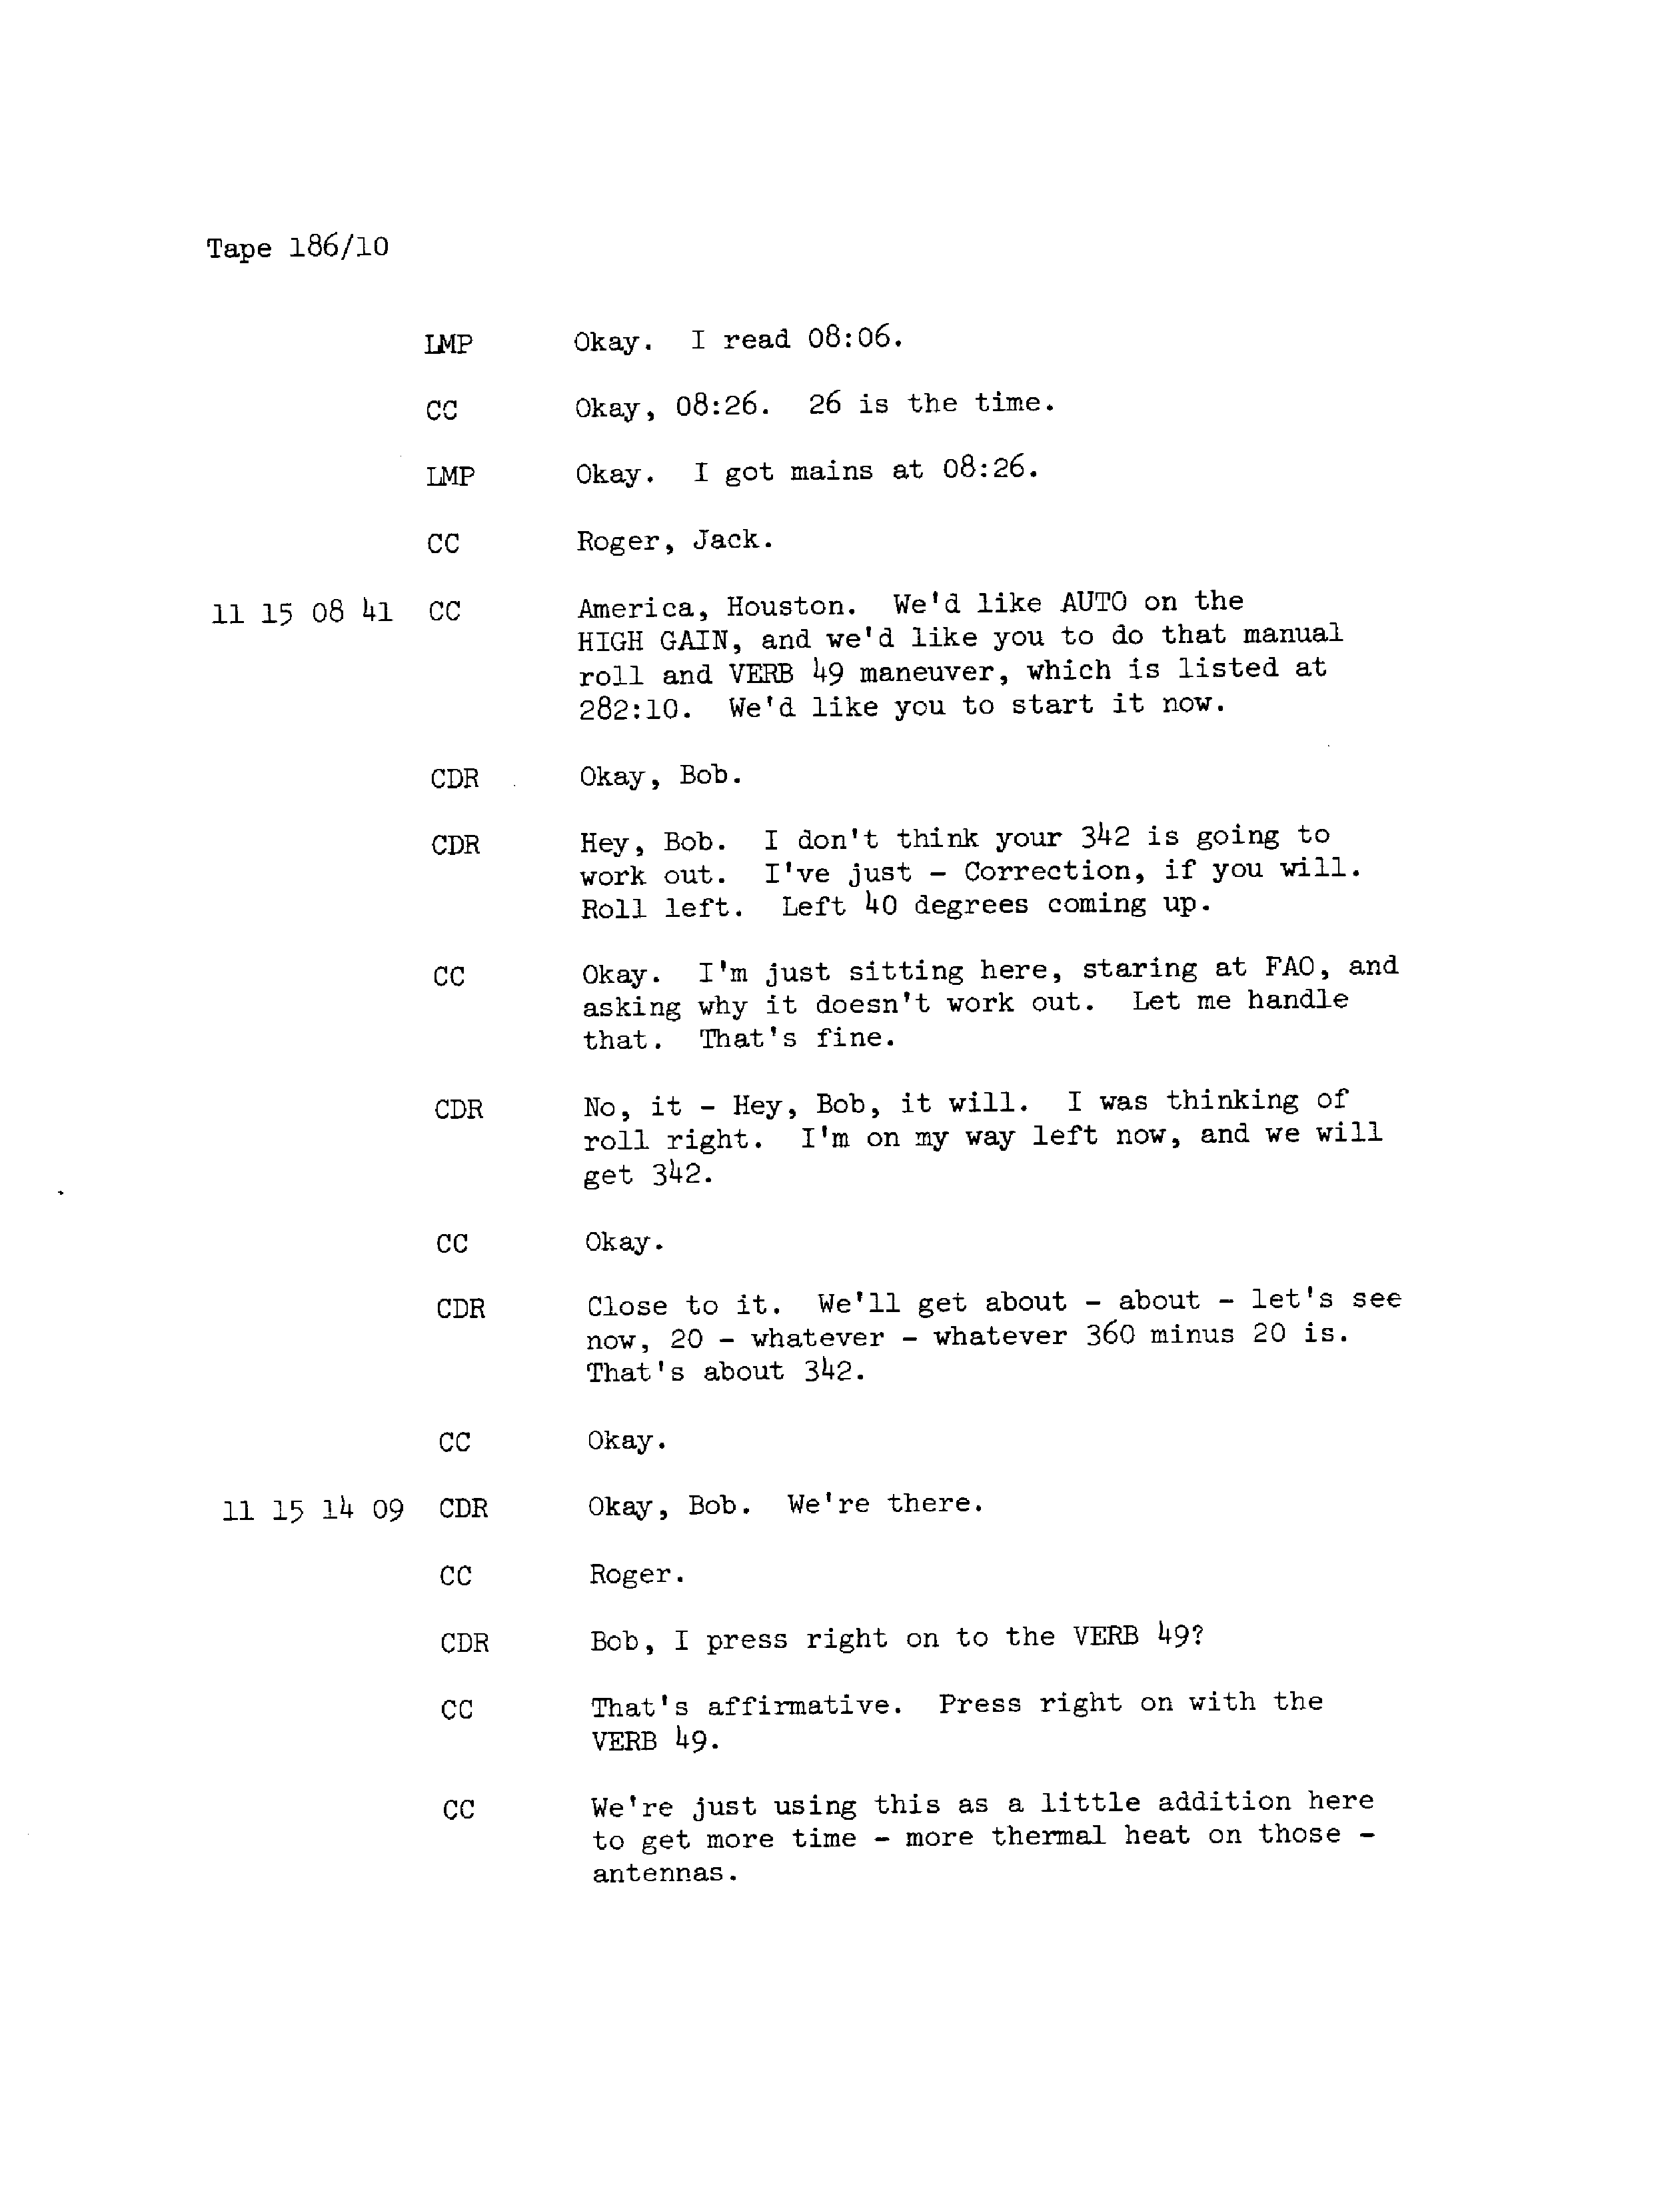 Tape 186/10
LMP Okay. I read 08:06.
CC Okay, 08:26. 26 is the time.
LMP Okay. I got mains at 08:26.
CC Roger, Jack.
11 15 08 41 CC America, Houston. We'd like AUTO on the
HIGH GAIN, and we'd like you to do that manual
roll and VERB 49 maneuver, which is listed at
282:10. We'd like you to start it now.
CDR Okay, Bob.
CDR Hey, Bob. I don't think your 342 is going to
work out. I've just - Correction, if you will.
Roll left. Left 40 degrees coming up.
CC Okay. I'm just sitting here, staring at FAO, and
asking why it doesn't work out. Let me handle
that. That's fine.
CDR No, it - Hey, Bob, it will. I was thinking of
roll right. I'm on my way left now, and we will
get 342.
CC Okay.
CDR Close to it. We'll get about - about - let's see
now, 20 - whatever - whatever 360 minus 20 is.
That's about 342.
CC Okay.
11 15 14 09 CDR Okay, Bob. We're there.
CC Roger.
CDR Bob, I press right on to the VERB 49?
CC That's affirmative. Press right on with the
VERB 49.
CC We're just using this as a little addition here
to get more time - more thermal heat on those -
antennas.